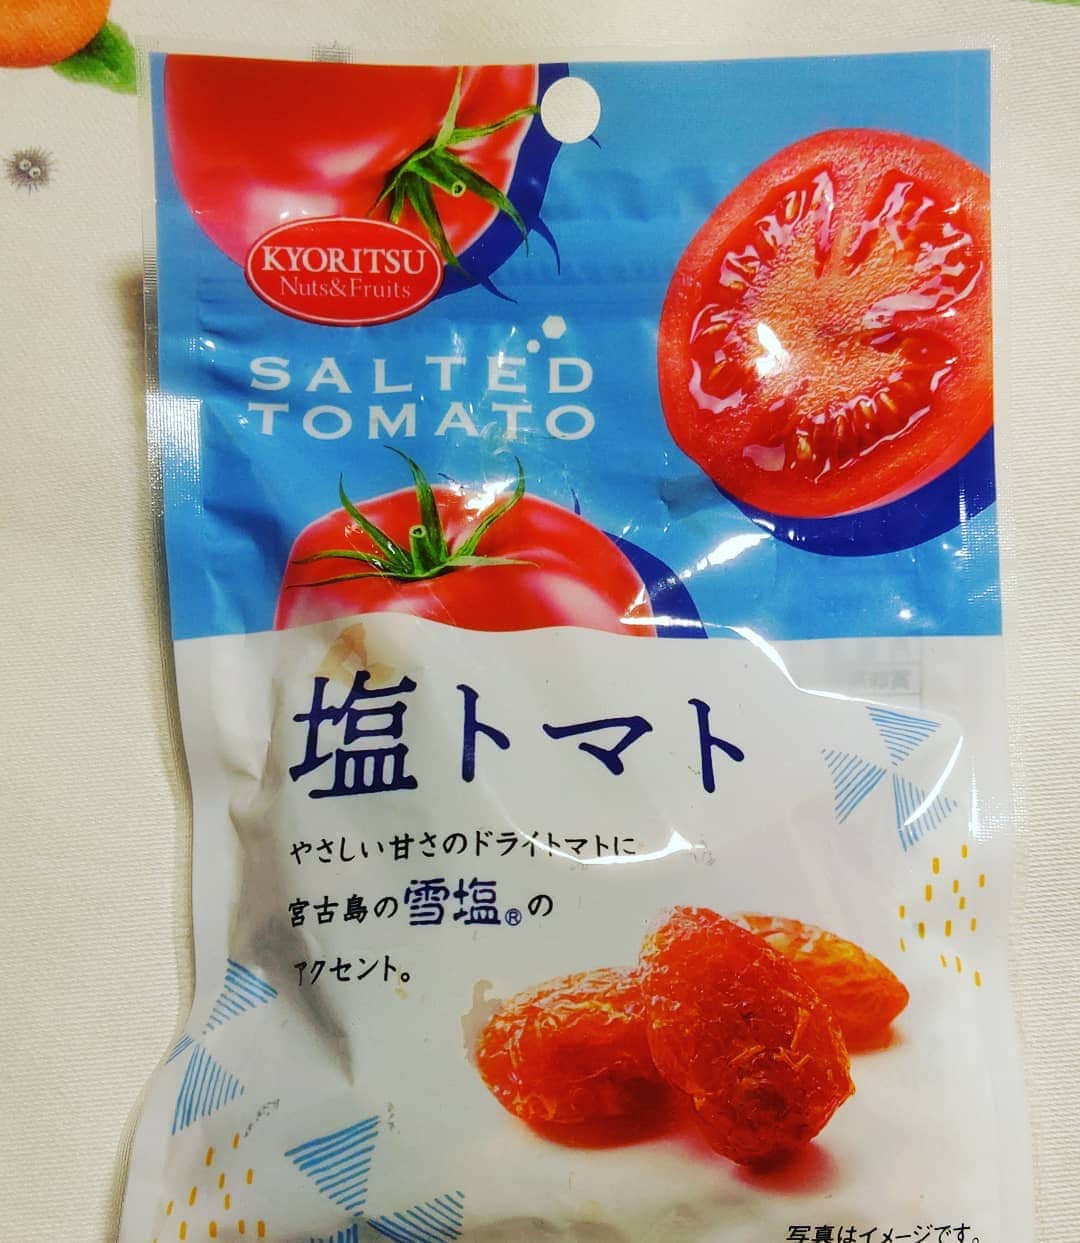 KYORITSU
Nuts&Fruits
SALTED
TOMATO
塩トマト
やさしい甘さのドライトマトに
宮古島の雪塩®の
アクセント。
写真はイメージです。